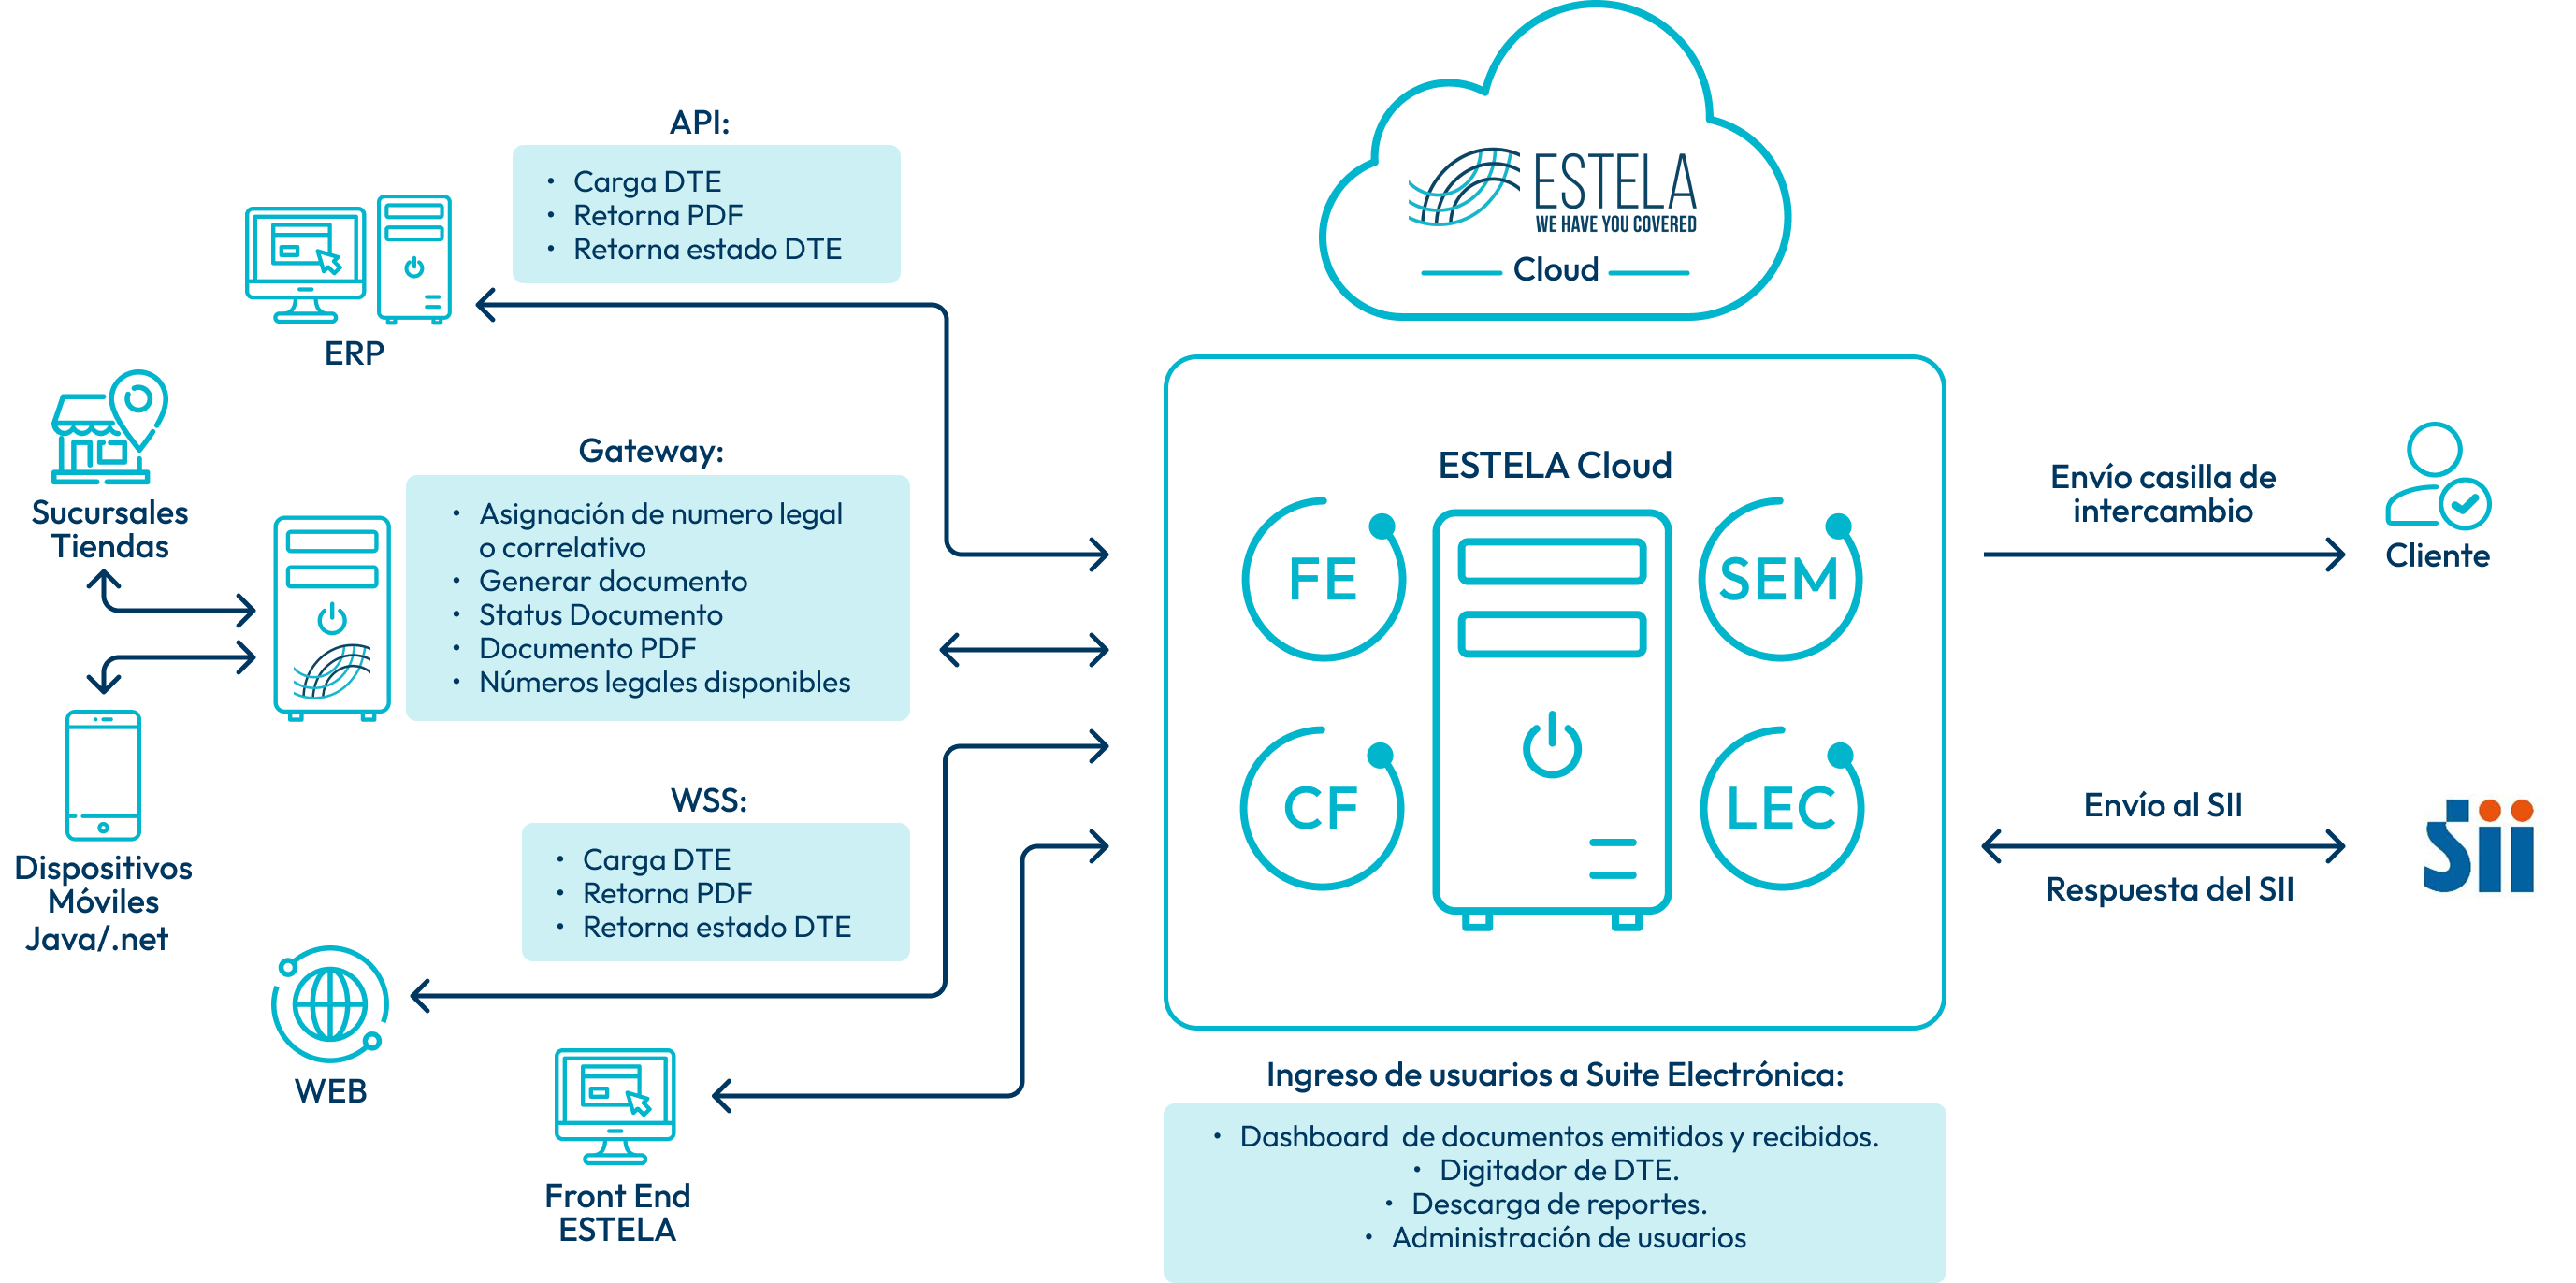 API:
• Carga DTE
• Retorna PDF
• Retorna estado DTE
ERP
Sucursales
Tiendas
Gateway:
• Asignación de numero legal
o correlativo
• Generar documento
• Status Documento
• Documento PDF
• Números legales disponibles
Dispositivos
Móviles
Java/.net
WSS:
• Carga DTE
• Retorna PDF
• Retorna estado DTE
WEB
Front End
ESTELA
ESTELA
WE HAVE YOU COVERED
Cloud
ESTELA Cloud
FE
SEM
CF
LEC
Ingreso de usuarios a Suite Electrónica:
• Dashboard de documentos emitidos y recibidos.
• Digitador de DTE.
• Descarga de reportes.
• Administración de usuarios
Envío casilla de
intercambio
Cliente
Envío al SII
Respuesta del SII
Sii